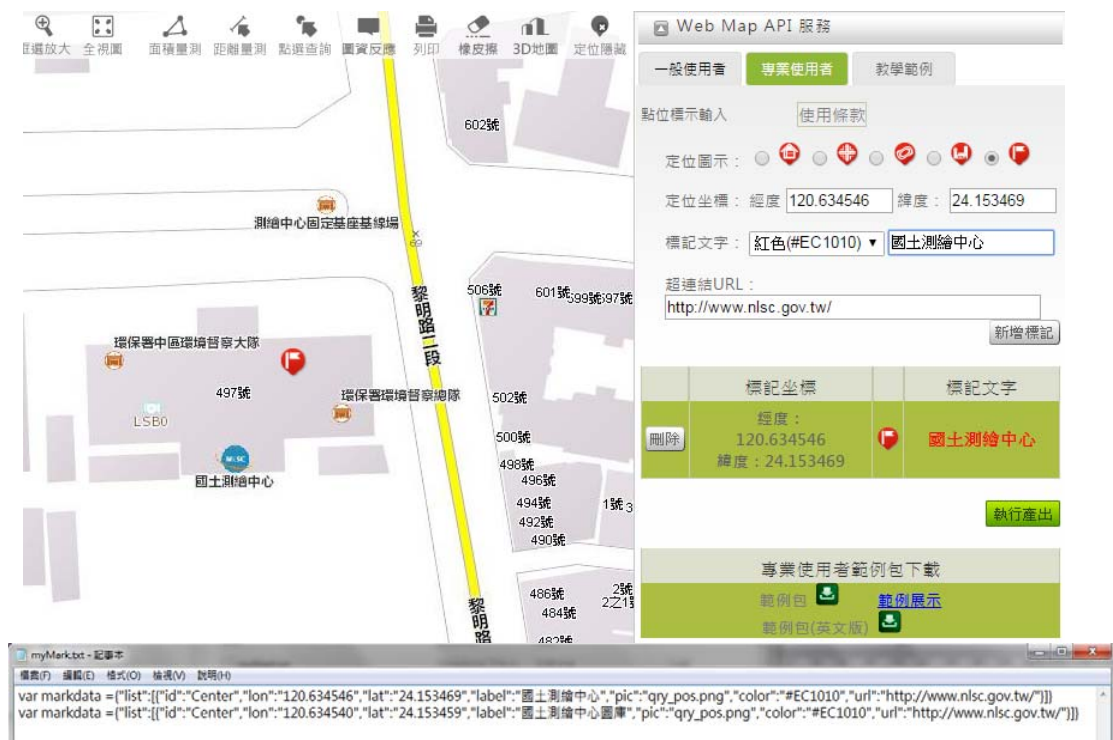 框選放大 全視圖 面積量測 距離量測 點選查詢 圖資反應 列印 橡皮擦 3D地圖 定位隱藏
602號
測繪中心固定基座基線場
69
黎明路二段
506號
601號
599號
597號
環保署中區環境督察大隊
497號
環保署環境督察總隊
LSB0
502號
500號
NLSC
國土測繪中心
498號
496號
494號
1號
3
492號
490號
486號
2號
2之1號
484號
黎明路
482號
Web Map API 服務
一般使用者 專業使用者 教學範例
點位標示輸入 使用條款
定位圖示：
定位坐標： 經度 120.634546 緯度： 24.153469
標記文字： 紅色(#EC1010) ▼ 國土測繪中心
超連結URL：
http://www.nlsc.gov.tw/
新增標記
標記坐標 標記文字
刪除 經度：120.634546 緯度：24.153469 國土測繪中心
執行產出
專業使用者範例包下載
範例包 範例展示
範例包(英文版)
myMark.txt - 記事本
檔案(F) 編輯(E) 格式(O) 檢視(V) 說明(H)
var markdata ={"list":[{"id":"Center","lon":"120.634546","lat":"24.153469","label":"國土測繪中心","pic":"qry_pos.png","color":"#EC1010","url":"http://www.nlsc.gov.tw/"}]}
var markdata ={"list":[{"id":"Center","lon":"120.634540","lat":"24.153459","label":"國土測繪中心圖庫","pic":"qry_pos.png","color":"#EC1010","url":"http://www.nlsc.gov.tw/"}]}